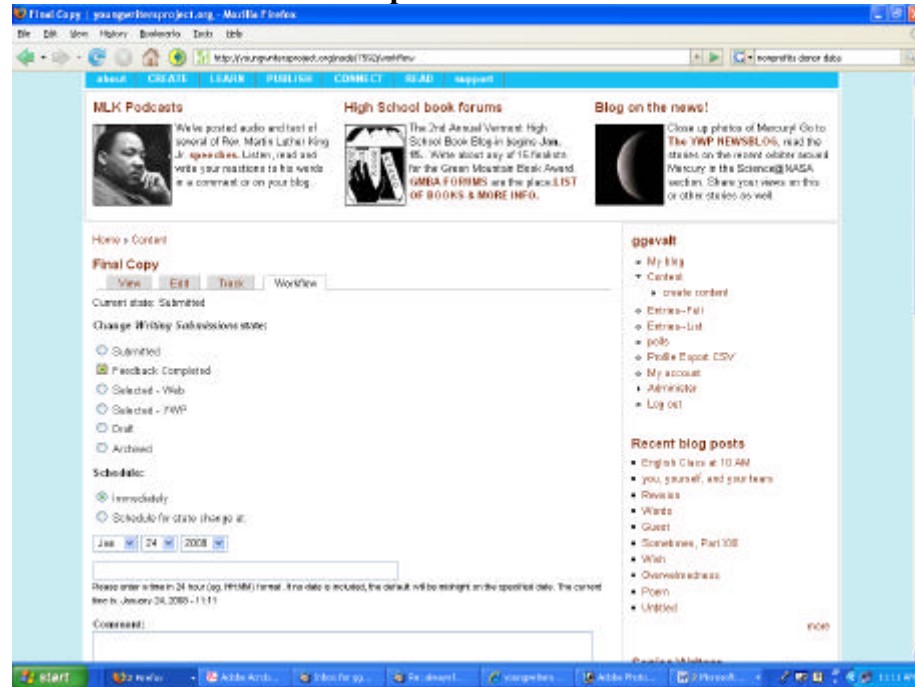 Final Copy | youngwritersproject.org - Mozilla Firefox
File Edit View History Bookmarks Tools Help
about CREATE LEARN PUBLISH CONNECT READ support
MLK Podcasts
We've posted audio and text of
several of Rev. Martin Luther King
Jr. speeches. Listen, read and
write your reactions to his words
in a comment or on your blog.
High School book forums
The 2nd Annual Vermont High
School Book Blog-in begins Jan.
15. Write about any of 15 finalists
for the Green Mountain Book Award.
GMBA FORUMS are the place. LIST
OF BOOKS & MORE INFO.
Blog on the news!
Close up photos of Mercury! Go to
The YWP NEWSBLOG, read the
stories on the recent orbiter around
Mercury in the Science@NASA
section. Share your views on this
or other stories as well.
Home » Content
Final Copy
View Edit Track Workflow
Current state: Submitted
Change Writing Submissions state:
Submitted
Feedback Completed
Selected - Web
Selected - YWP
Draft
Archived
Schedule:
Immediately
Schedule for state change at:
Jan 24 2008
Please enter a time in 24 hour (eg. HH:MM) format. If no date is included, the default will be midnight on the specified date. The current
time is: January 24, 2008 - 11:11
Comment:
ggevalt
My blog
Content
create content
Entries--Full
Entries--List
polls
Profile Export CSV
My account
Administer
Log out
Recent blog posts
English Class at 10 AM
you, yourself, and your tears
Revision
Words
Guest
Sometimes, Part XIII
Wish
Overwelmedness
Poem
Untitled
more
start
11:11 AM